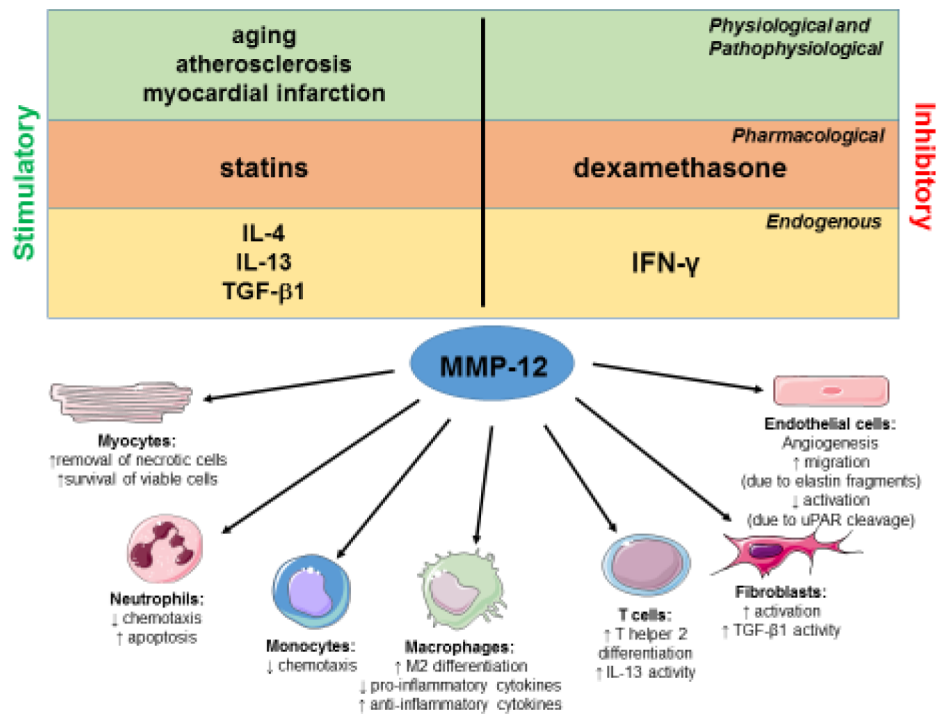 Stimulatory
Inhibitory
Physiological and
Pathophysiological
aging
atherosclerosis
myocardial infarction
Pharmacological
statins
dexamethasone
Endogenous
IL-4
IL-13
TGF-β1
IFN-γ
MMP-12
Myocytes:
↑removal of necrotic cells
↑survival of viable cells
Endothelial cells:
Angiogenesis
↑ migration
(due to elastin fragments)
↓ activation
(due to uPAR cleavage)
Neutrophils:
↓ chemotaxis
↑ apoptosis
Monocytes:
↓ chemotaxis
Macrophages:
↑ M2 differentiation
↓ pro-inflammatory cytokines
↑ anti-inflammatory cytokines
T cells:
↑ T helper 2
differentiation
↑ IL-13 activity
Fibroblasts:
↑ activation
↑ TGF-β1 activity